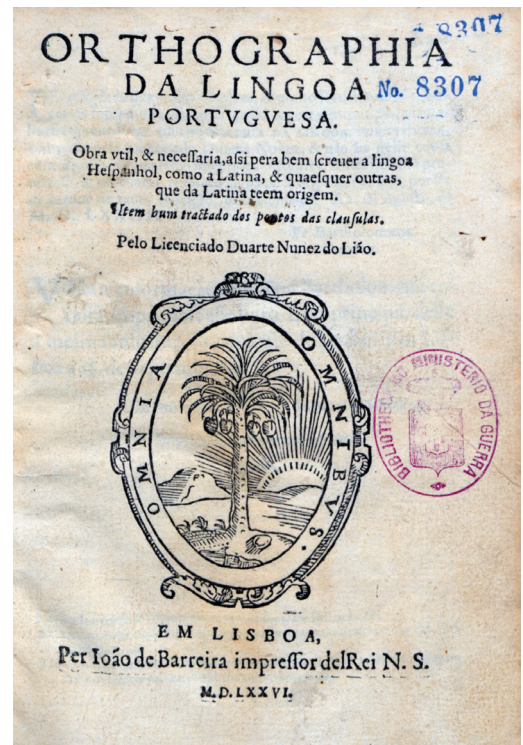 8307
ORTHOGRAPHIA
DA LINGOA
No. 8307
PORTVGVESA.
Obra vtil, & neceſſaria, aſsi pera bem ſcreuer a lingoa
Heſpanhol, como a Latina, & quaeſquer outras,
que da Latina teem origem.
¶Item hum tractado dos pontos das clauſulas.
Pelo Licenciado Duarte Nunez do Lião.
OMNIA OMNIBVS.
BIBLIOTHECA DO MINISTERIO DA GUERRA
EM LISBOA,
Per Ioão de Barreira impreſſor delRei N. S.
M.D.LXXVI.